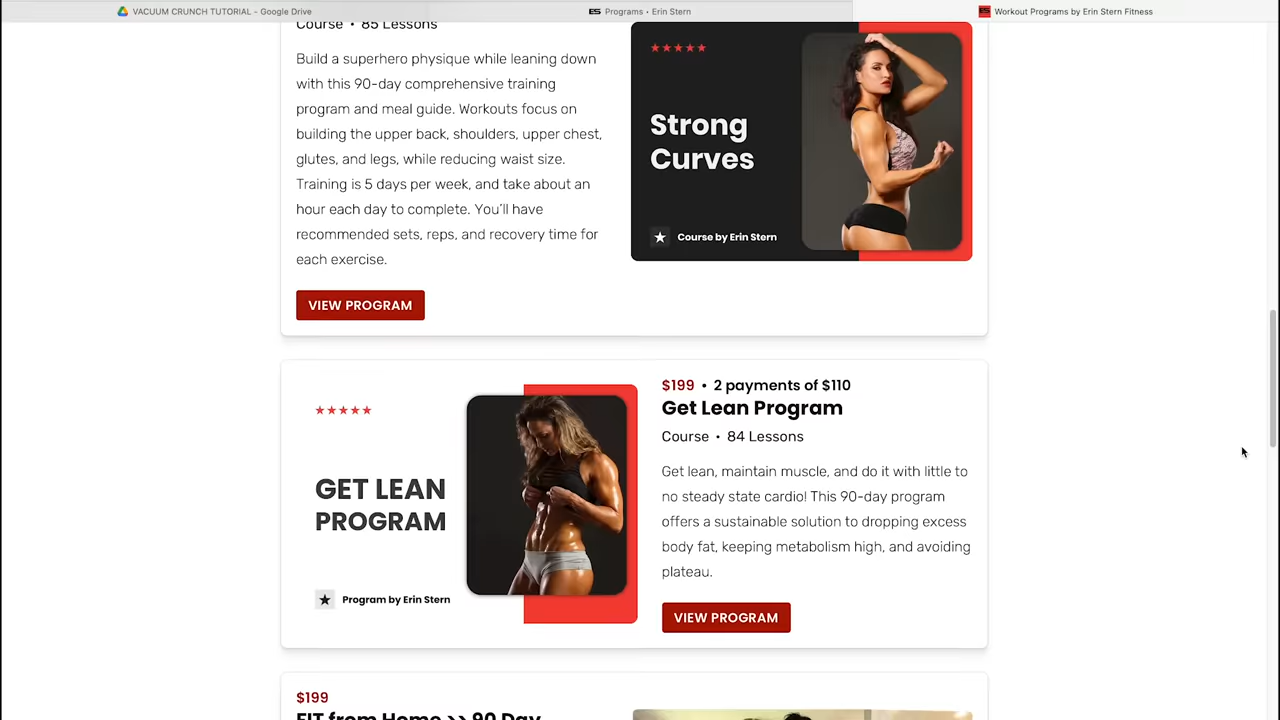 VACUUM CRUNCH TUTORIAL - Google Drive
ES Programs • Erin Stern
ES Workout Programs by Erin Stern Fitness
Course • 85 Lessons
Build a superhero physique while leaning down
with this 90-day comprehensive training
program and meal guide. Workouts focus on
building the upper back, shoulders, upper chest,
glutes, and legs, while reducing waist size.
Training is 5 days per week, and take about an
hour each day to complete. You’ll have
recommended sets, reps, and recovery time for
each exercise.
VIEW PROGRAM
★★★★★
Strong
Curves
Course by Erin Stern
★★★★★
GET LEAN
PROGRAM
Program by Erin Stern
$199 • 2 payments of $110
Get Lean Program
Course • 84 Lessons
Get lean, maintain muscle, and do it with little to
no steady state cardio! This 90-day program
offers a sustainable solution to dropping excess
body fat, keeping metabolism high, and avoiding
plateau.
VIEW PROGRAM
$199
FIT from Home >> 90 Day